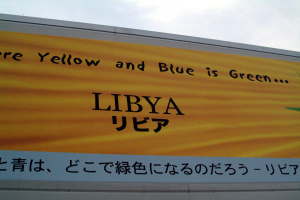 ere Yellow and Blue is Green...
LIBYA
リビア
と青は、どこで緑色になるのだろう－リビア